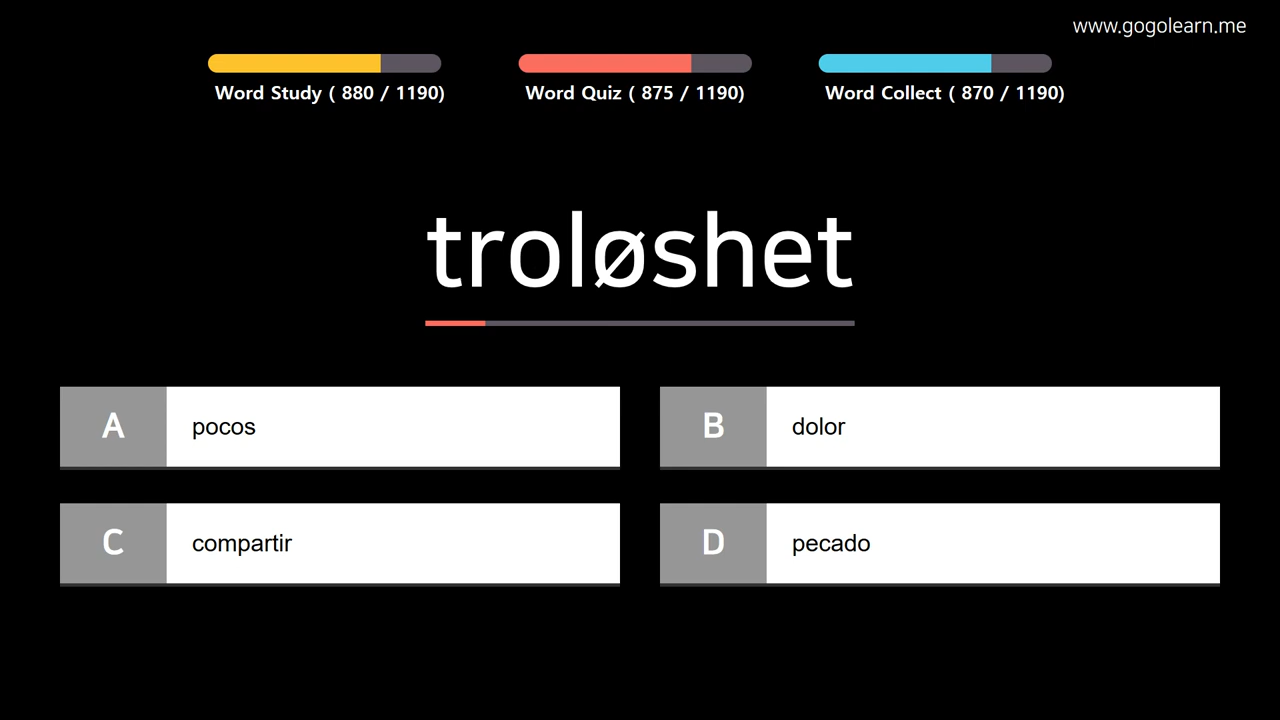 www.gogolearn.me
Word Study ( 880 / 1190)
Word Quiz ( 875 / 1190)
Word Collect ( 870 / 1190)
troløshet
A pocos
B dolor
C compartir
D pecado